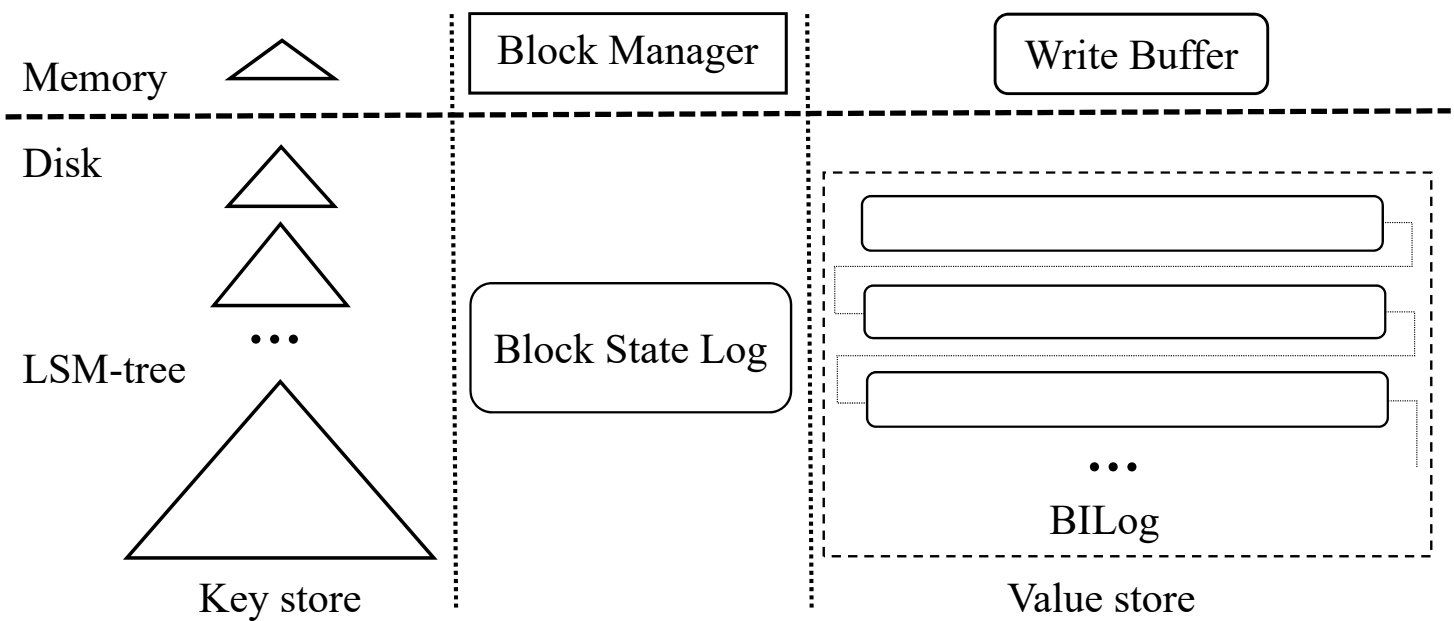 Memory
Block Manager
Write Buffer
Disk
LSM-tree
Block State Log
BILog
Key store
Value store